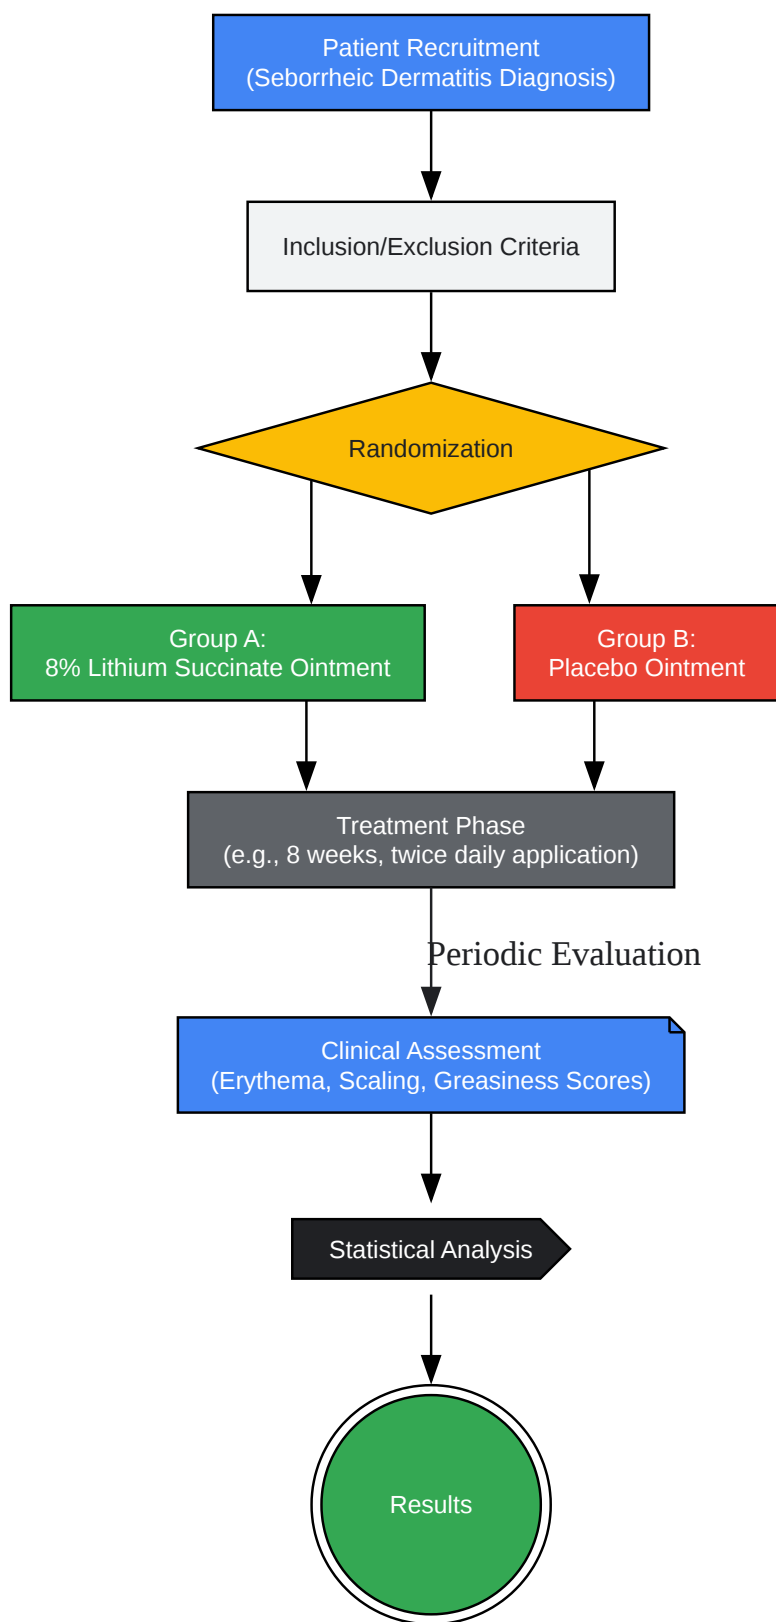 Patient Recruitment
(Seborrheic Dermatitis Diagnosis)
Inclusion/Exclusion Criteria
Randomization
Group A:
8% Lithium Succinate Ointment
Group B:
Placebo Ointment
Treatment Phase
(e.g., 8 weeks, twice daily application)
Periodic Evaluation
Clinical Assessment
(Erythema, Scaling, Greasiness Scores)
Statistical Analysis
Results